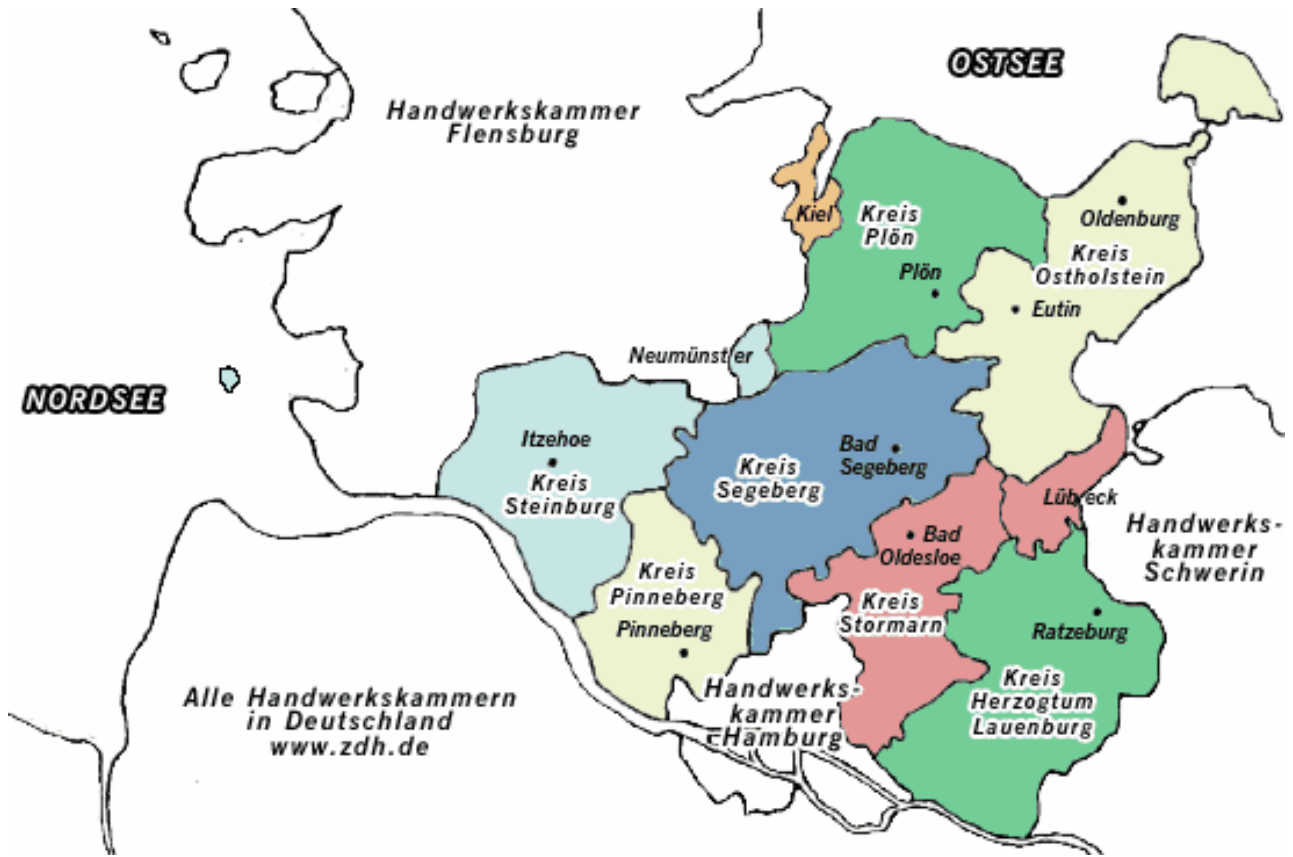 OSTSEE
Handwerkskammer
Flensburg
Kiel
Kreis
Plön
Oldenburg
Kreis
Ostholstein
Plön
Eutin
Neumünster
NORDSEE
Itzehoe
Kreis
Steinburg
Kreis
Segeberg
Bad
Segeberg
Lübeck
Handwerks-
kammer
Schwerin
Bad
Oldesloe
Kreis
Pinneberg
Pinneberg
Kreis
Stormarn
Ratzeburg
Kreis
Herzogtum
Lauenburg
Handwerks-
kammer
Hamburg
Alle Handwerkskammern
in Deutschland
www.zdh.de